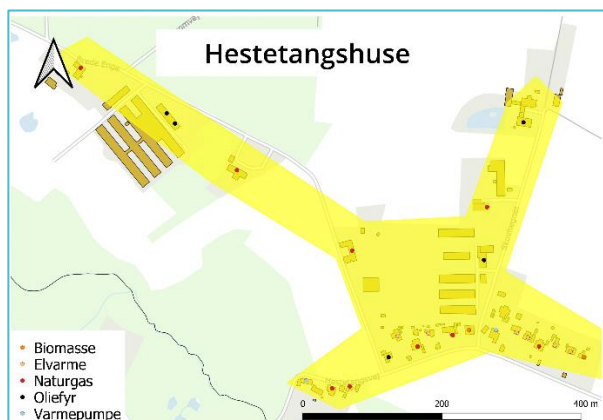 Hestetangshuse
Biomasse
Elvarme
Naturgas
Oliefyr
Varmepumpe
0 200 400 m